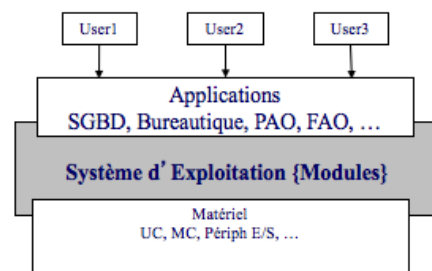 User1 User2 User3
Applications
SGBD, Bureautique, PAO, FAO, …
Système d’ Exploitation {Modules}
Matériel
UC, MC, Périph E/S, …